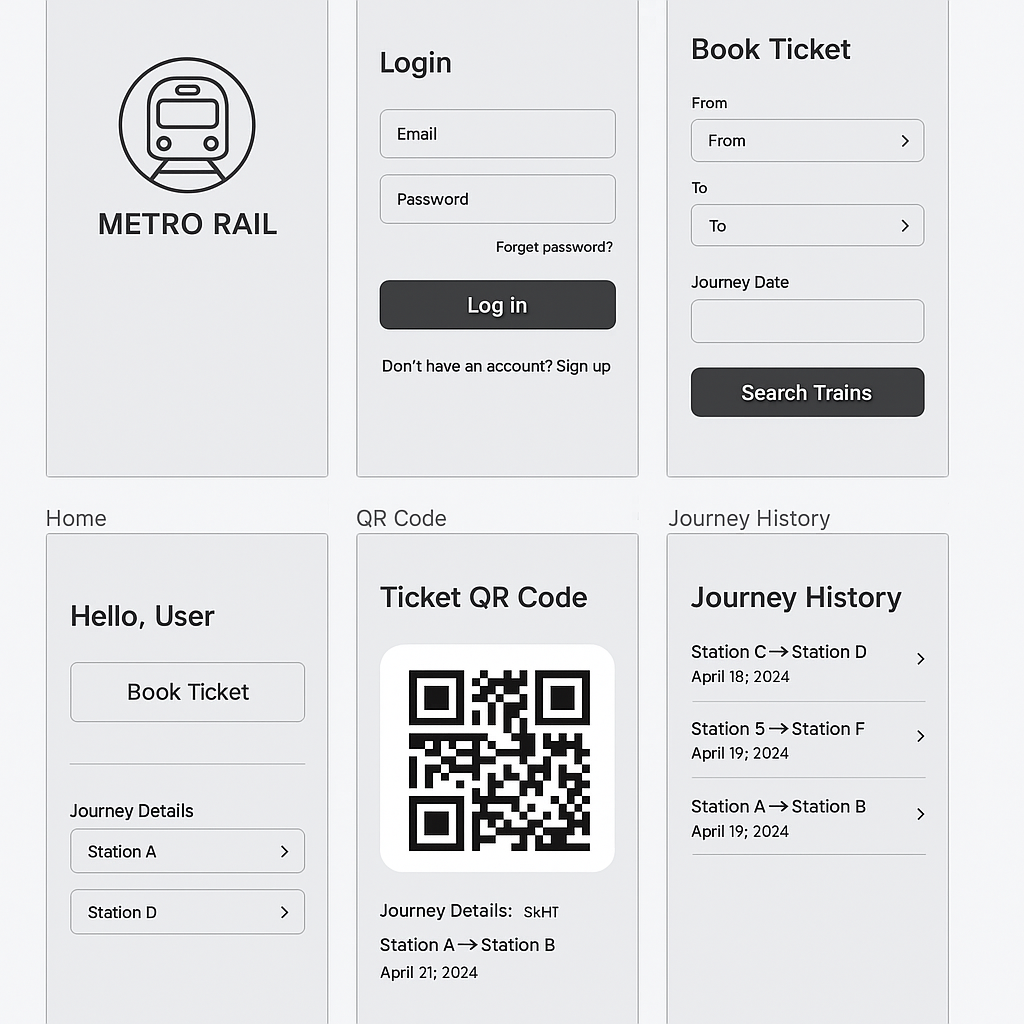 METRO RAIL
Login
Email
Password
Forget password?
Log in
Don't have an account? Sign up
Book Ticket
From
From
To
To
Journey Date
Search Trains
Home
Hello, User
Book Ticket
Journey Details
Station A
Station D
QR Code
Ticket QR Code
Journey Details: SkHT
Station A→Station B
April 21; 2024
Journey History
Journey History
Station C→Station D
April 18; 2024
Station 5→Station F
April 19; 2024
Station A→Station B
April 19; 2024